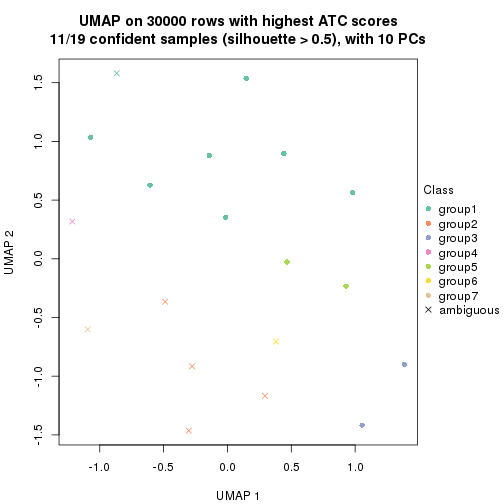 UMAP on 30000 rows with highest ATC scores
11/19 confident samples (silhouette > 0.5), with 10 PCs
1.5
1.0
0.5
0.0
-0.5
-1.0
-1.5
UMAP 2
-1.0
-0.5
0.0
0.5
1.0
UMAP 1
Class
group1
group2
group3
group4
group5
group6
group7
ambiguous